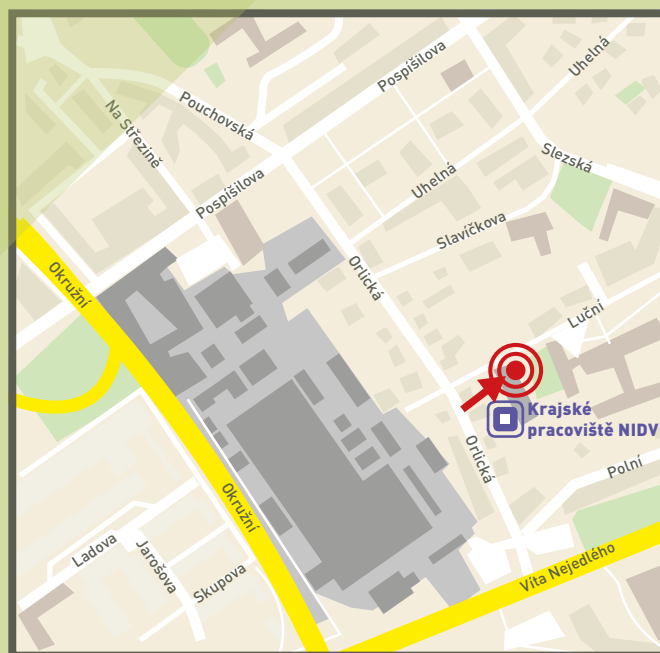 Pospíšilova
Uhelná
Pouchovská
Na Střezině
Slezská
Uhelná
Pospíšilova
Slavíčkova
Okružní
Orlická
Luční
Krajské
pracoviště NIDV
Orlická
Polní
Okružní
Ladova
Jarošova
Skupova
Víta Nejedlého